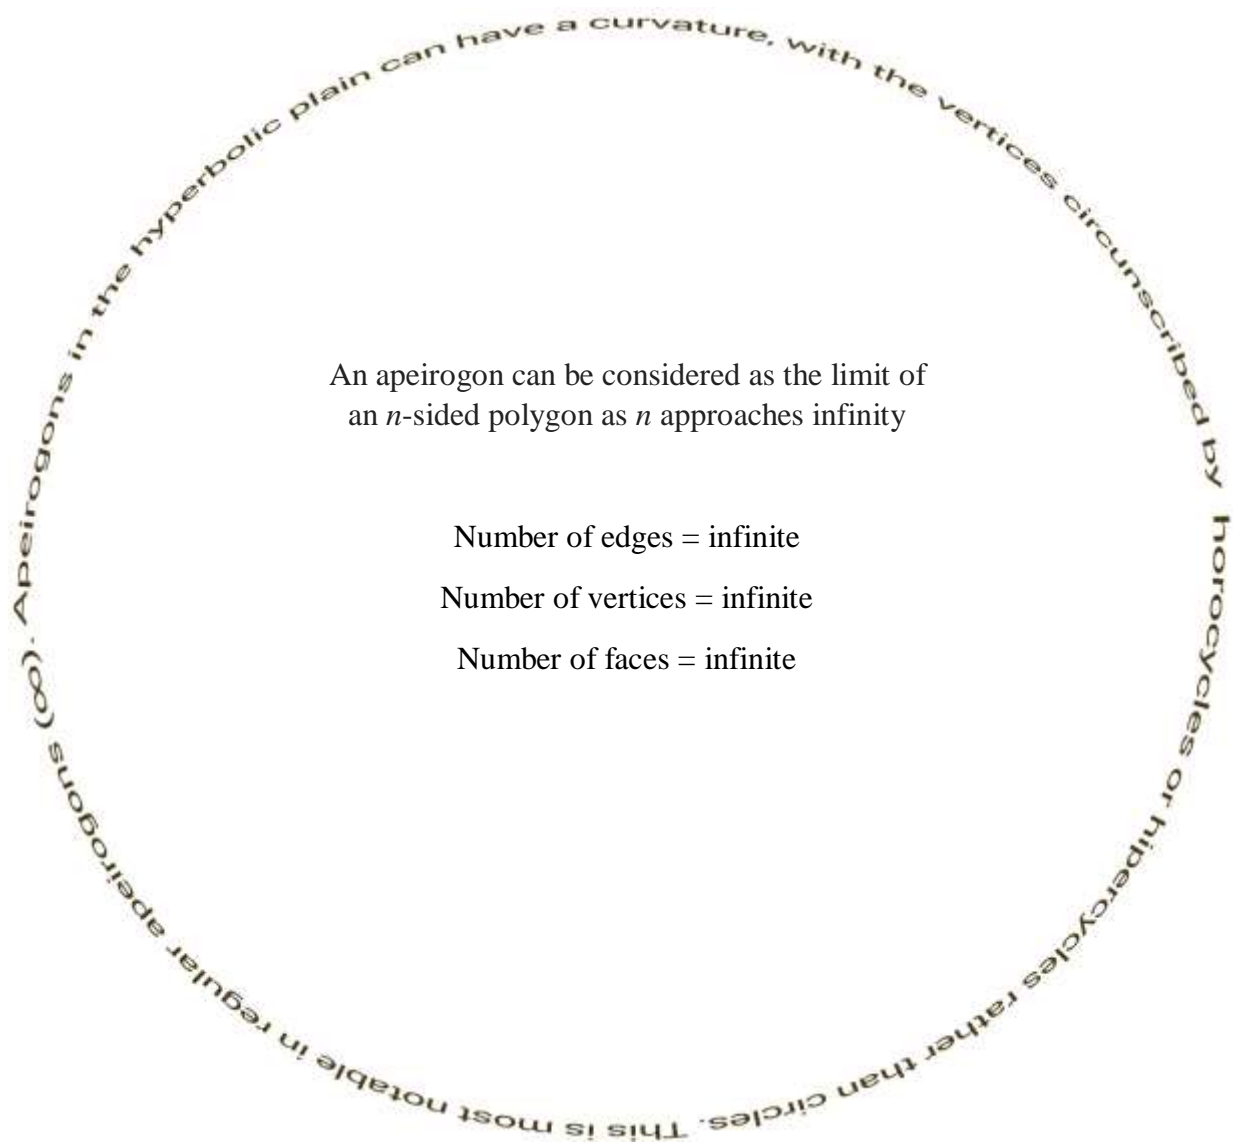 Apeirogons in the hyperbolic plain can have a curvature, with the vertices circunscribed by horocycles or hipercycles rather than circles. This is most notable in regular apeirogons (∞).
An apeirogon can be considered as the limit of
an n-sided polygon as n approaches infinity
Number of edges = infinite
Number of vertices = infinite
Number of faces = infinite